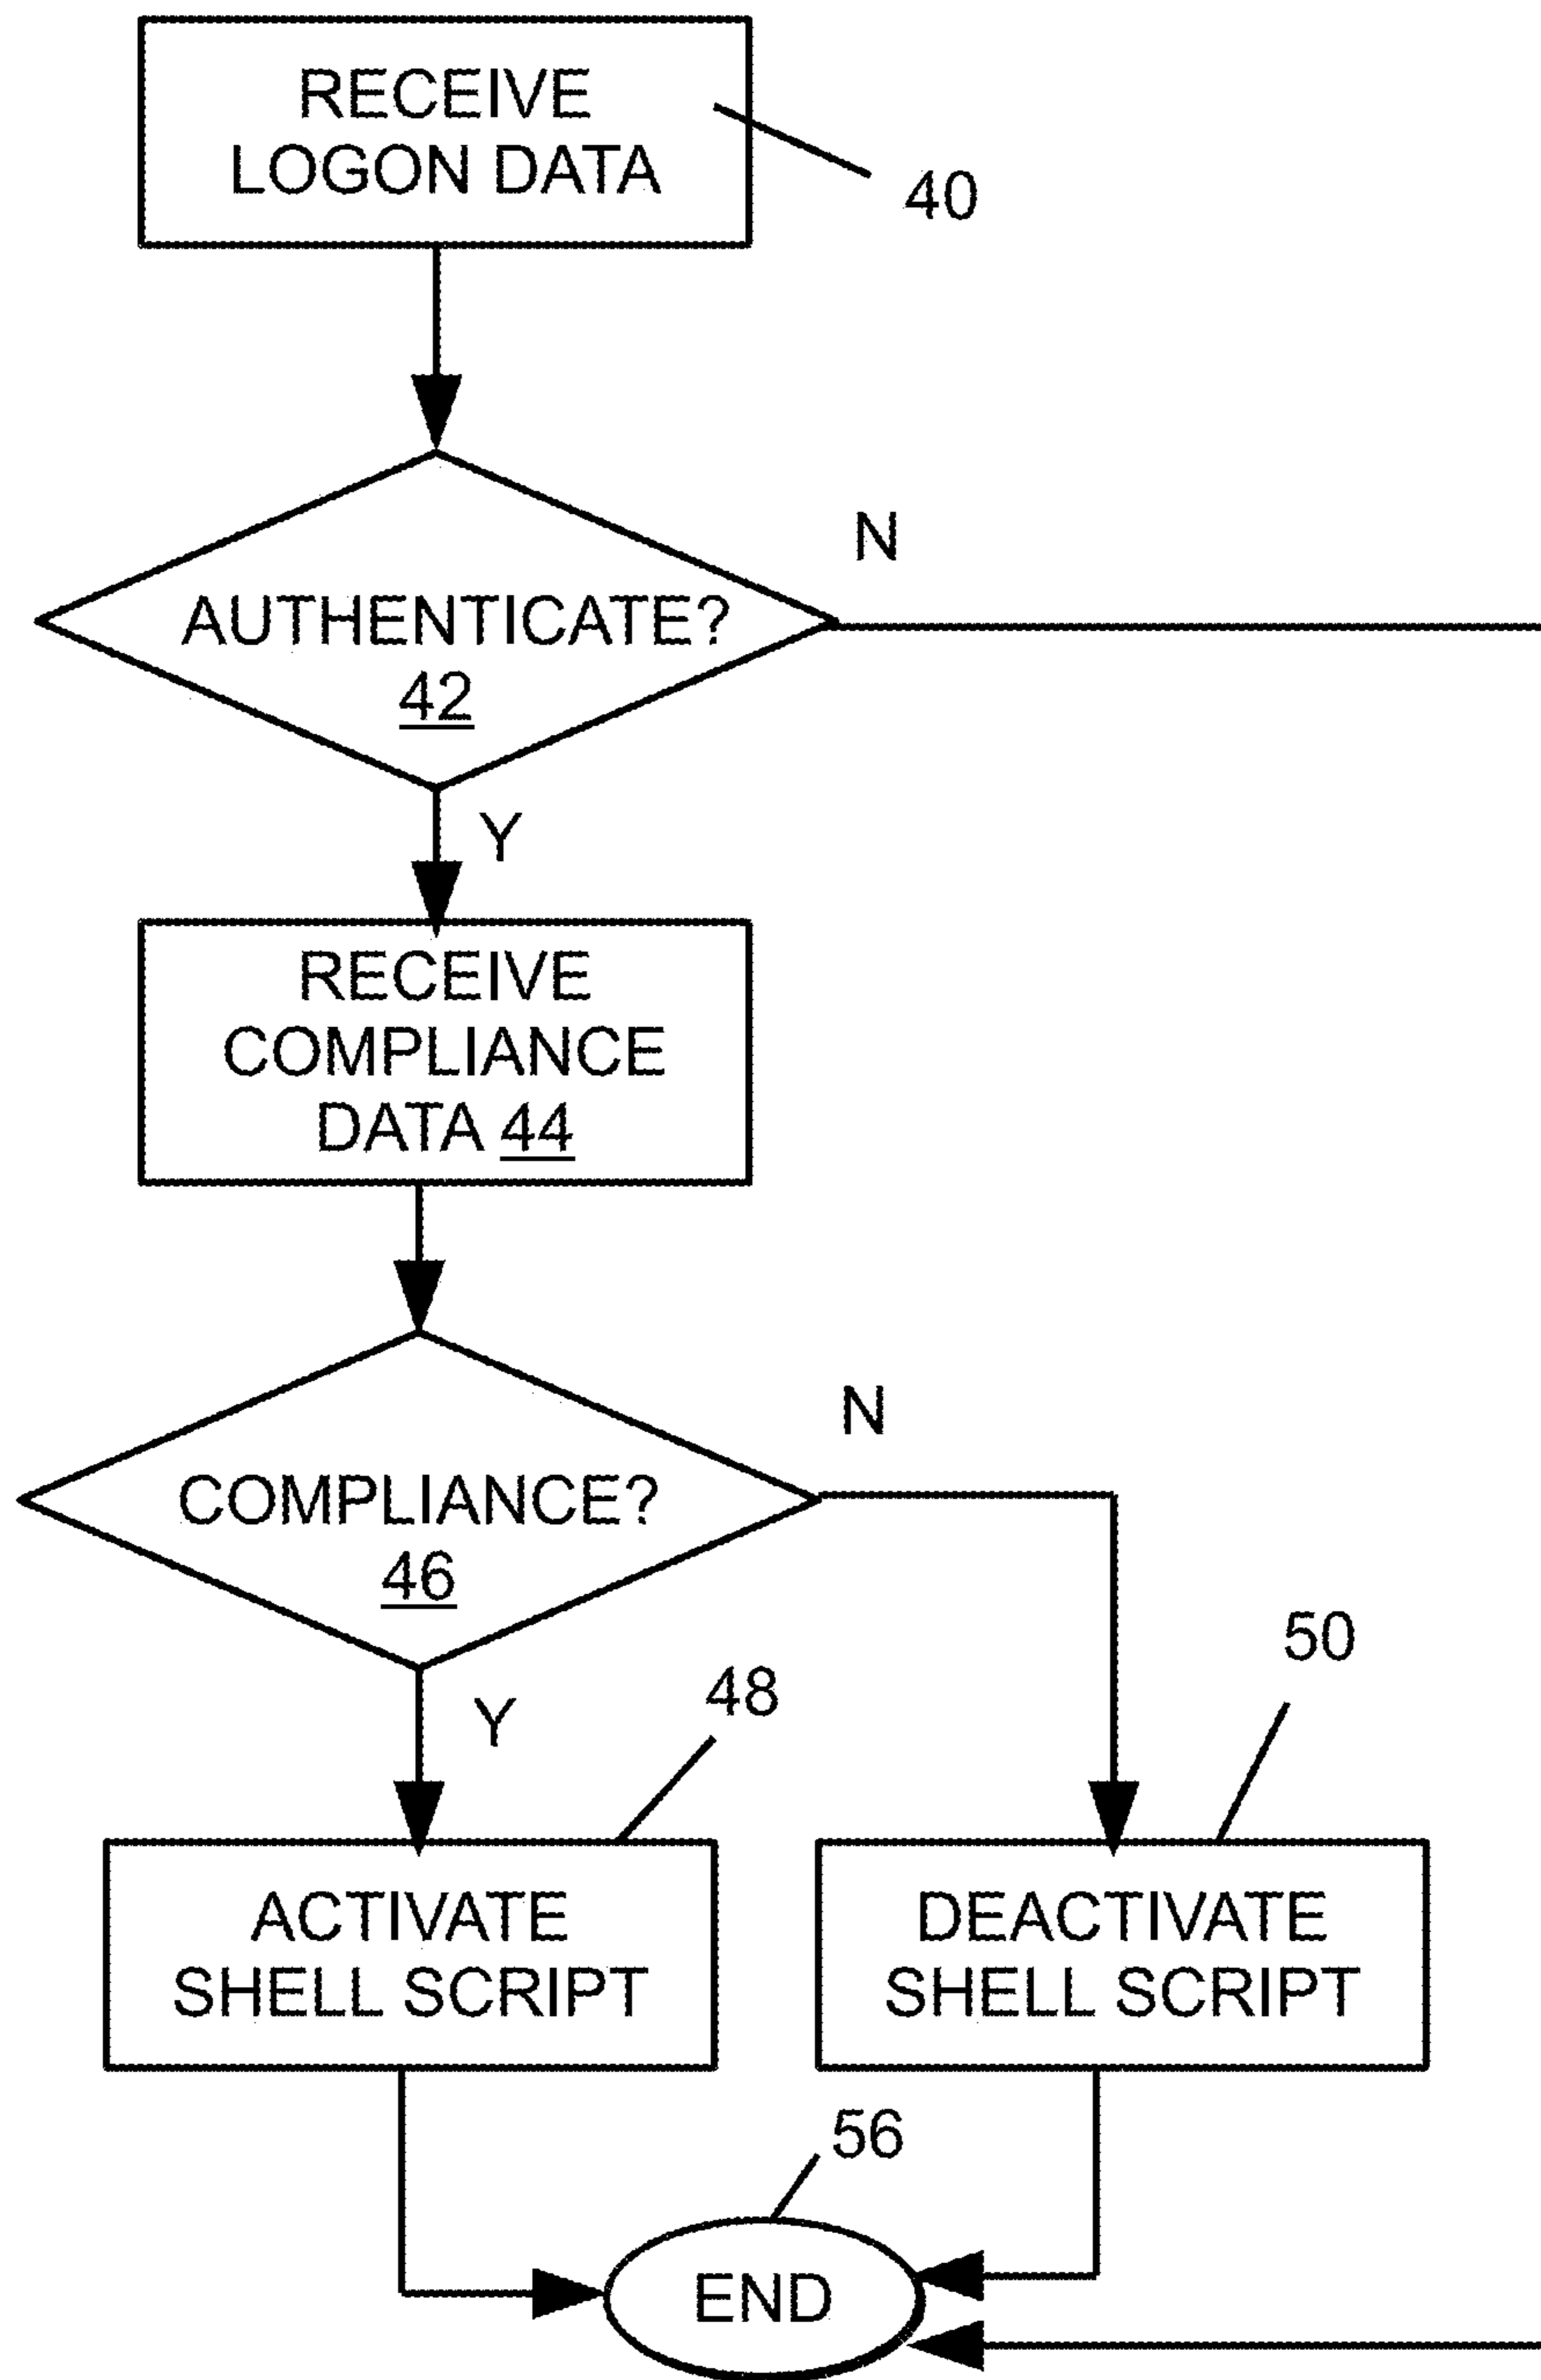 RECEIVE
LOGON DATA
40
N
AUTHENTICATE?
42
Y
RECEIVE
COMPLIANCE
DATA 44
N
COMPLIANCE?
46
Y
48
50
ACTIVATE
SHELL SCRIPT
DEACTIVATE
SHELL SCRIPT
56
END